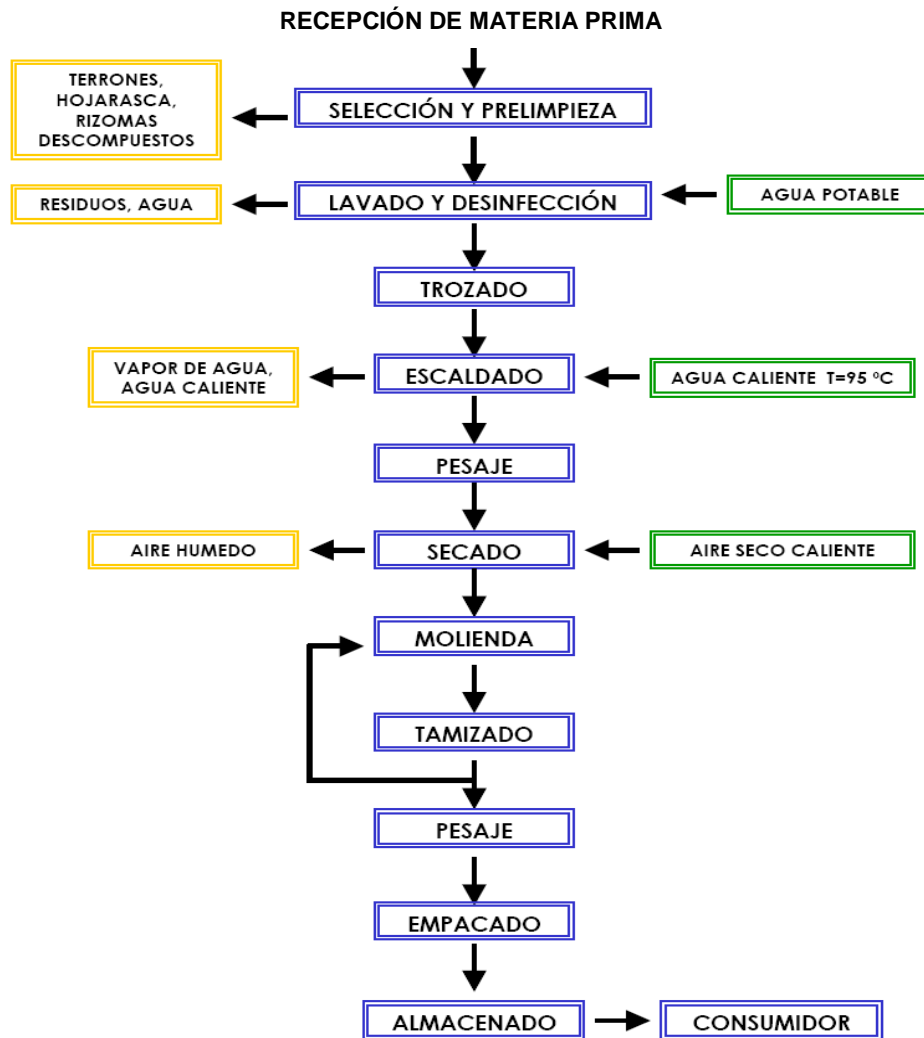 RECEPCIÓN DE MATERIA PRIMA
TERRONES,
HOJARASCA,
RIZOMAS
DESCOMPUESTOS
SELECCIÓN Y PRELIMPIEZA
RESIDUOS, AGUA
LAVADO Y DESINFECCIÓN
AGUA POTABLE
TROZADO
VAPOR DE AGUA,
AGUA CALIENTE
ESCALDADO
AGUA CALIENTE T=95 ºC
PESAJE
AIRE HUMEDO
SECADO
AIRE SECO CALIENTE
MOLIENDA
TAMIZADO
PESAJE
EMPACADO
ALMACENADO
CONSUMIDOR